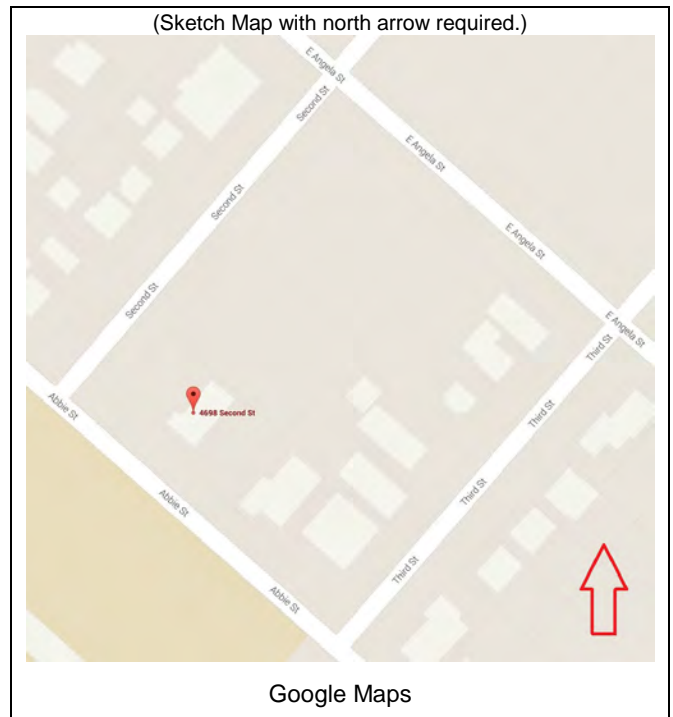 (Sketch Map with north arrow required.)
E Angela St
Second St
E Angela St
Second St
E Angela St
Second St
E Angela St
Third St
Abbie St
4698 Second St
Third St
Abbie St
Third St
Third St
Abbie St
Google Maps